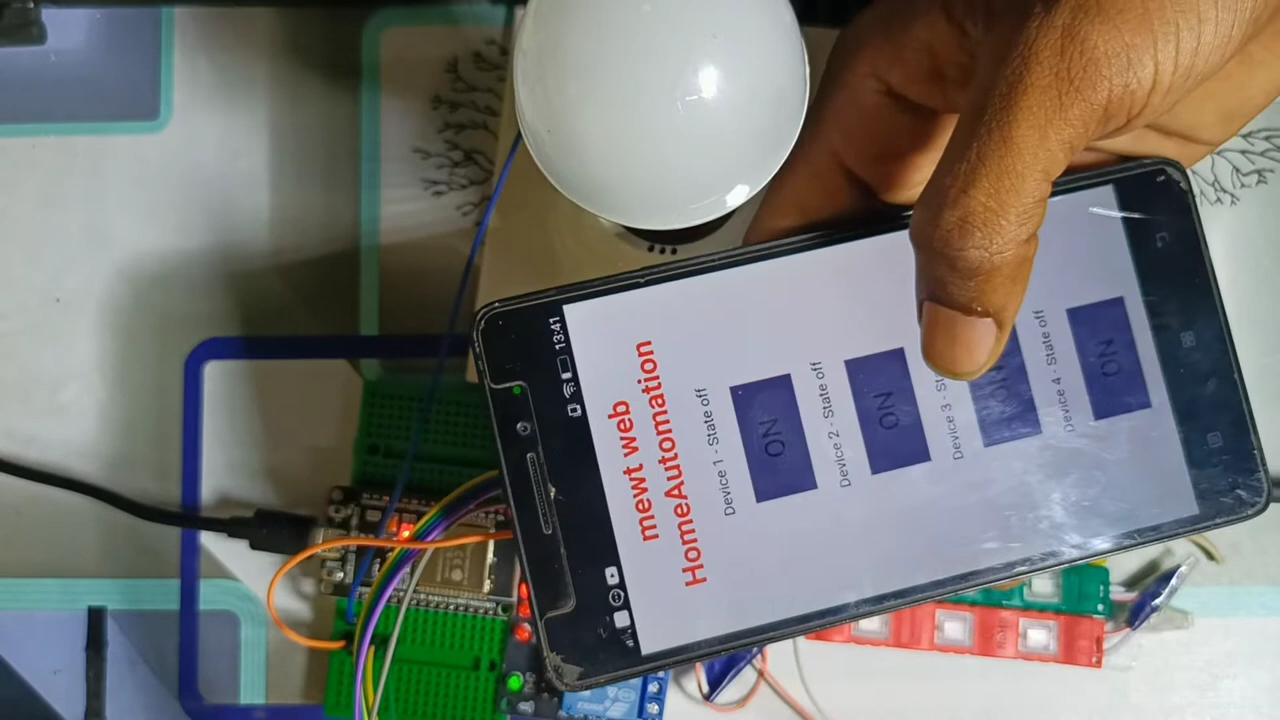 13:41
mewt web
HomeAutomation
Device 1 - State off
ON
Device 2 - State off
ON
Device 3 - St
ON
Device 4 - State off
ON